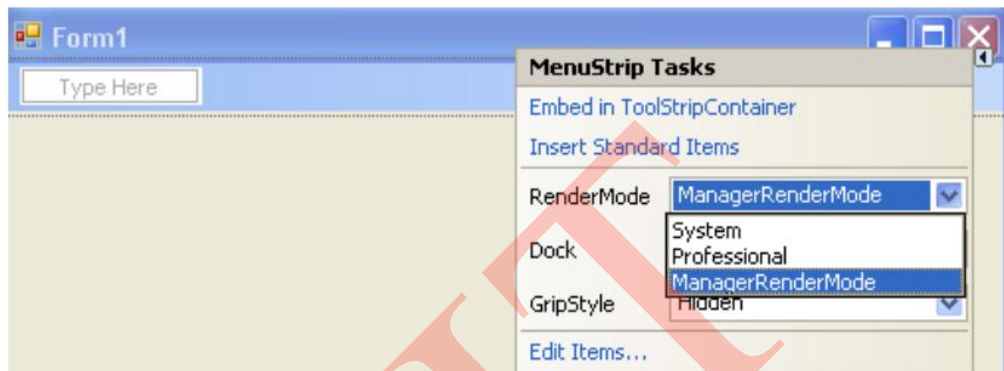 Form1
Type Here
MenuStrip Tasks
Embed in ToolStripContainer
Insert Standard Items
RenderMode ManagerRenderMode
System
Dock
Professional
ManagerRenderMode
GripStyle Hidden
Edit Items...